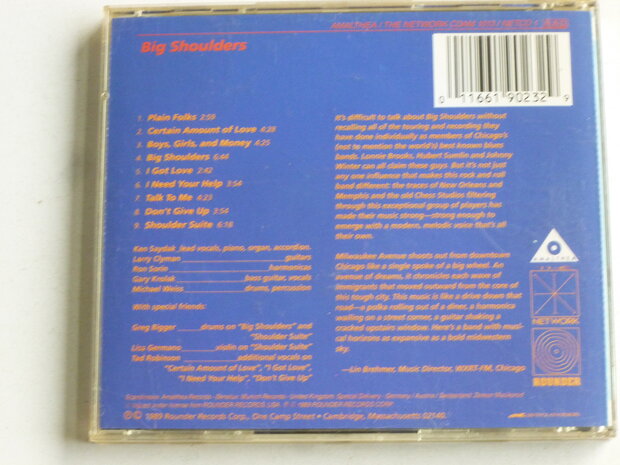 AMALTHEA / THE NETWORK
Big Shoulders
0 11661 90232 9
1. Plain Folks 2:59
2. Certain Amount of Love 4:28
3. Boys, Girls, and Money 4:25
4. Big Shoulders 6:44
5. I Got Love 2:42
6. I Need Your Help 3:54
7. Talk To Me 4:23
8. Don't Give Up 3:54
9. Shoulder Suite 6:18
Ken Saydak, lead vocals, piano, organ, accordion
Larry Clyman guitars
Ron Sorin harmonicas
Gary Krolak bass guitar, vocals
Michael Weiss drums, percussion
With special friends:
Greg Bigger drums on "Big Shoulders" and
"Shoulder Suite"
Lisa Germano violin on "Shoulder Suite"
Tad Robinson additional vocals on
"Certain Amount of Love", "I Got Love",
"I Need Your Help", "Don't Give Up"
It's difficult to talk about Big Shoulders without
recalling all of the touring and recording they
have done individually as members of Chicago's
(not to mention the world's) best known blues
bands. Lonnie Brooks, Hubert Sumlin and Johnny
Winter can all claim these guys. But it's not just
any one influence that makes this rock and roll
band different: the traces of New Orleans and
Memphis and the old Chess Studios filtering
through this exceptional group of players has
made their music strong—strong enough to
emerge with a modern, melodic voice that's all
their own.
Milwaukee Avenue shoots out from downtown
Chicago like a single spoke of a big wheel. An
avenue of dreams. It chronicles each wave of
immigrants that moved outward from the core of
this tough city. This music is like a drive down that
road—a polka rolling out of a diner, a harmonica
wailing on a street corner, a guitar shaking a
cracked upstairs window. Here's a band with musi-
cal horizons as expansive as a bold midwestern
sky.
—Lin Brehmer, Music Director, WXRT-FM, Chicago
AMALTHEA
NETWORK
ROUNDER
℗© 1989 Rounder Records Corp., One Camp Street • Cambridge, Massachusetts 02140.